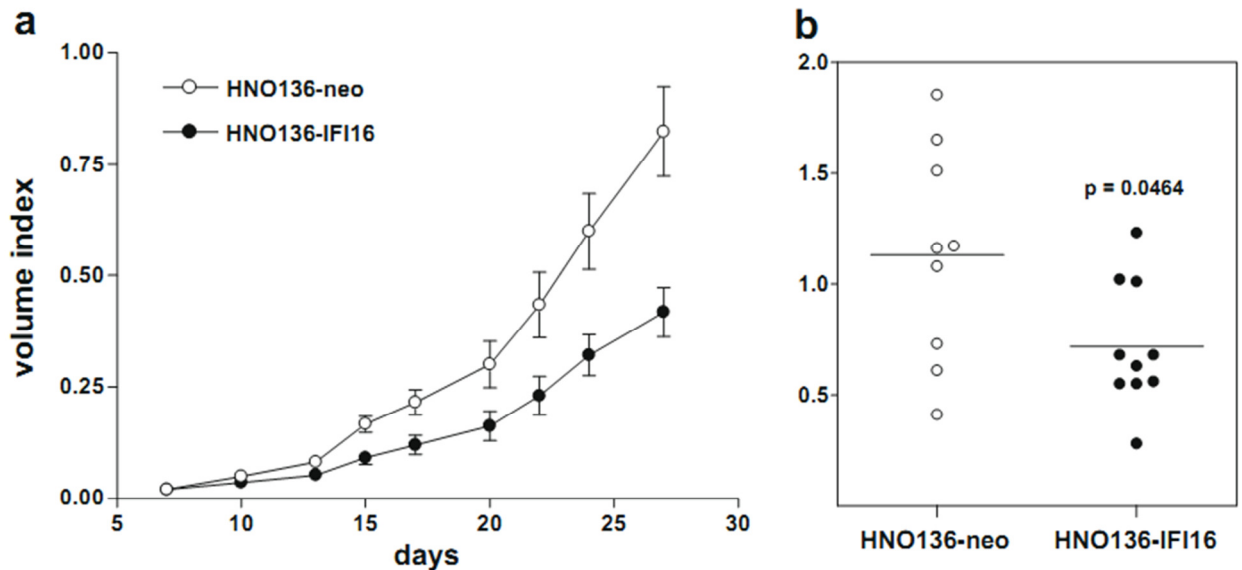 a
1.00
0.75
0.50
0.25
0.00
volume index
HNO136-neo
HNO136-IFI16
5 10 15 20 25 30
days
b
2.0
1.5
1.0
0.5
p = 0.0464
HNO136-neo HNO136-IFI16